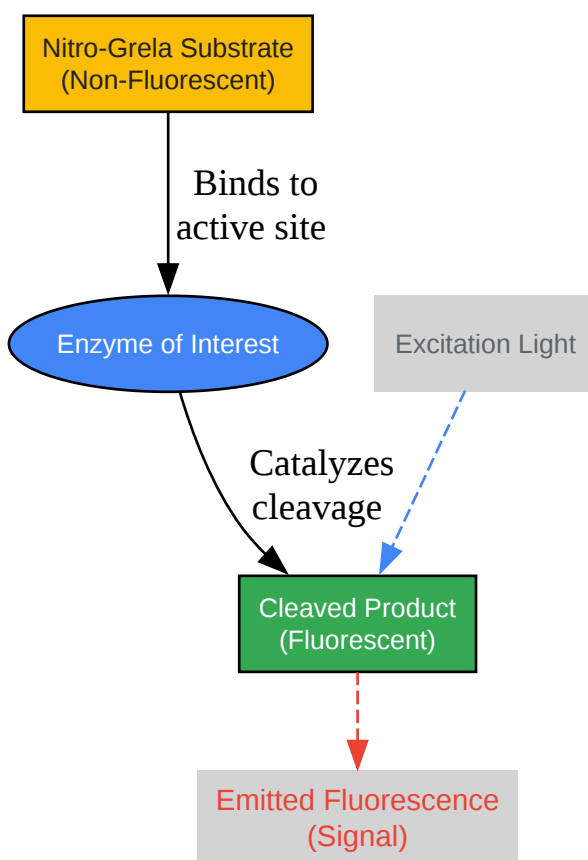 Nitro-Grela Substrate
(Non-Fluorescent)
Binds to
active site
Enzyme of Interest
Excitation Light
Catalyzes
cleavage
Cleaved Product
(Fluorescent)
Emitted Fluorescence
(Signal)